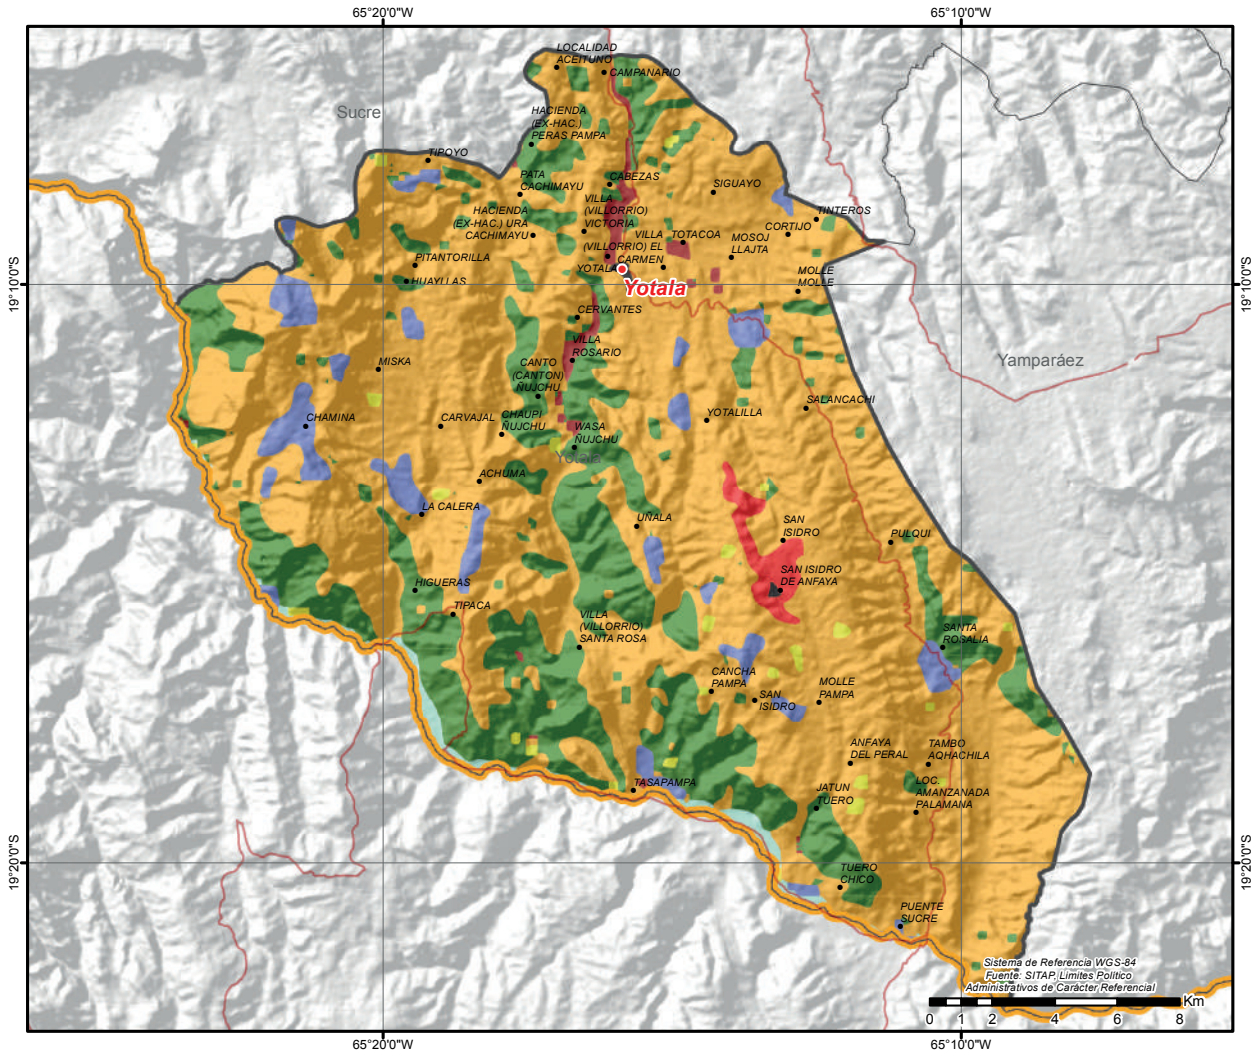 65°20'0"W
65°10'0"W
LOCALIDAD
ACEITUNO
CAMPANARIO
Sucre
HACIENDA
(EX-HAC.)
PERAS PAMPA
TIPOYO
PATA
CACHIMAYU
CABEZAS
SIGUAYO
VILLA
(VILLORRIO)
VICTORIA
HACIENDA
(EX-HAC.) URA
CACHIMAYU
TINTEROS
CORTIJO
VILLA
(VILLORRIO) EL
CARMEN
TOTACOA
MOSOJ
LLAJTA
PITANTORILLA
HUAYLLAS
YOTALA
Yotala
MOLLE
MOLLE
19°10'0"S
19°10'0"S
CERVANTES
VILLA
ROSARIO
Yamparáez
MISKA
CANTO
(CANTON)
ÑUJCHU
SALANCACHI
CHAMINA
CARVAJAL
CHAUPI
ÑUJCHU
YOTALILLA
WASA
ÑUJCHU
Yotala
ACHUMA
LA CALERA
UÑALA
SAN
ISIDRO
PULQUI
SAN ISIDRO
DE ANFAYA
HIGUERAS
TIPACA
VILLA
(VILLORRIO)
SANTA ROSA
SANTA
ROSALIA
CANCHA
PAMPA
SAN
ISIDRO
MOLLE
PAMPA
ANFAYA
DEL PERAL
TAMBO
AQHACHILA
TASAPAMPA
JATUN
TUERO
LOC.
AMANZANADA
PALAMANA
19°20'0"S
19°20'0"S
TUERO
CHICO
PUENTE
SUCRE
Sistema de Referencia WGS-84
Fuente: SITAP, Limites Politico
Administrativos de Carácter Referencial
Km
0 1 2 4 6 8
65°20'0"W
65°10'0"W